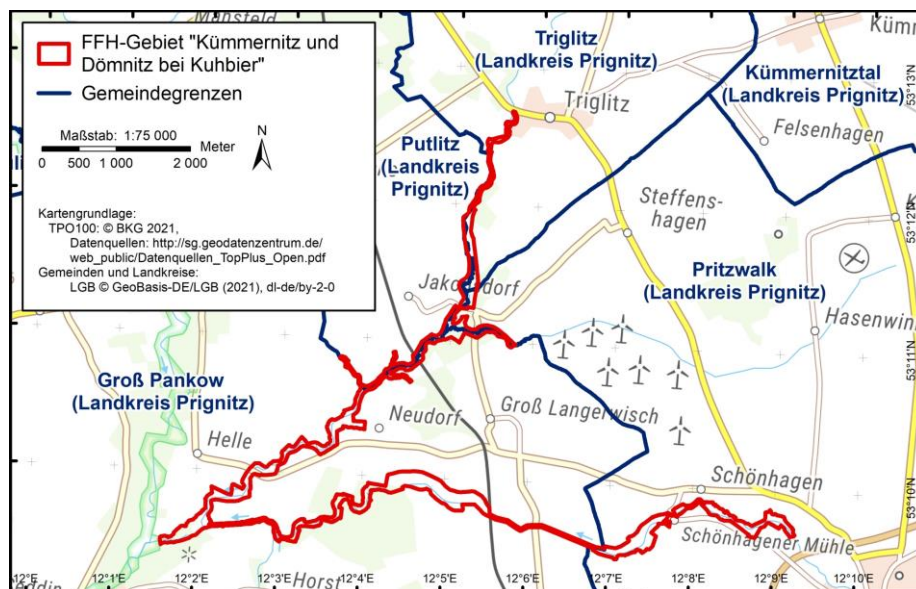 Mansfeld
FFH-Gebiet "Kümmernitz und
Dömnitz bei Kuhbier"
Gemeindegrenzen
Maßstab: 1:75 000
Meter
0 500 1 000 2 000
N
Kartengrundlage:
TPO100: © BKG 2021,
Datenquellen: http://sg.geodatenzentrum.de/
web_public/Datenquellen_TopPlus_Open.pdf
Gemeinden und Landkreise:
LGB © GeoBasis-DE/LGB (2021), dl-de/by-2-0
Triglitz
(Landkreis Prignitz)
Kümmernitztal
(Landkreis Prignitz)
53°13'N
Triglitz
Felsenhagen
Putlitz
(Landkreis
Prignitz)
Steffens-
hagen
53°12'N
Pritzwalk
(Landkreis Prignitz)
Hasenwin
53°11'N
Groß Pankow
(Landkreis Prignitz)
Neudorf
Groß Langerwisch
Helle
Schönhagen
53°10'N
Schönhagener Mühle
Horst
12°0'E
12°1'E
12°2'E
12°3'E
12°4'E
12°5'E
12°6'E
12°7'E
12°8'E
12°9'E
12°10'E